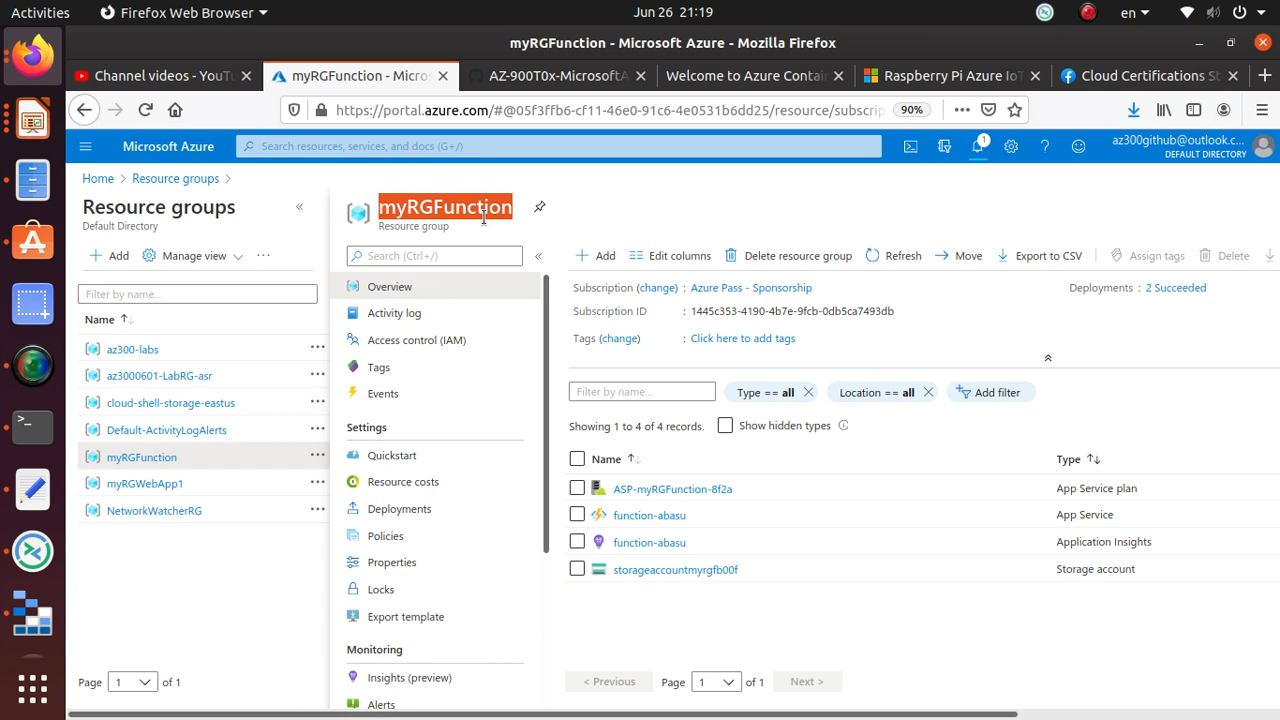 Activities
Firefox Web Browser
Jun 26 21:19
en
myRGFunction - Microsoft Azure - Mozilla Firefox
Channel videos - YouTu
myRGFunction - Micros
AZ-900T0x-MicrosoftA
Welcome to Azure Contai
Raspberry Pi Azure IoT
Cloud Certifications St
https://portal.azure.com/#@05f3ffb6-cf11-46e0-91c6-4e0531b6dd25/resource/subscrip
90%
Microsoft Azure
Search resources, services, and docs (G+/)
1
az300github@outlook.c...
DEFAULT DIRECTORY
Home
Resource groups
Resource groups
Default Directory
Add
Manage view
Filter by name...
Name
az300-labs
az3000601-LabRG-asr
cloud-shell-storage-eastus
Default-ActivityLogAlerts
myRGFunction
myRGWebApp1
NetworkWatcherRG
Page 1 of 1
myRGFunction
Resource group
Search (Ctrl+/)
Overview
Activity log
Access control (IAM)
Tags
Events
Settings
Quickstart
Resource costs
Deployments
Policies
Properties
Locks
Export template
Monitoring
Insights (preview)
Alerts
Add
Edit columns
Delete resource group
Refresh
Move
Export to CSV
Assign tags
Delete
Subscription (change) : Azure Pass - Sponsorship
Deployments : 2 Succeeded
Subscription ID : 1445c353-4190-4b7e-9fcb-0db5ca7493db
Tags (change) : Click here to add tags
Filter by name...
Type == all
Location == all
Add filter
Showing 1 to 4 of 4 records.
Show hidden types
Name
Type
ASP-myRGFunction-8f2a
App Service plan
function-abasu
App Service
function-abasu
Application Insights
storageaccountmyrgfb00f
Storage account
< Previous
Page 1 of 1
Next >